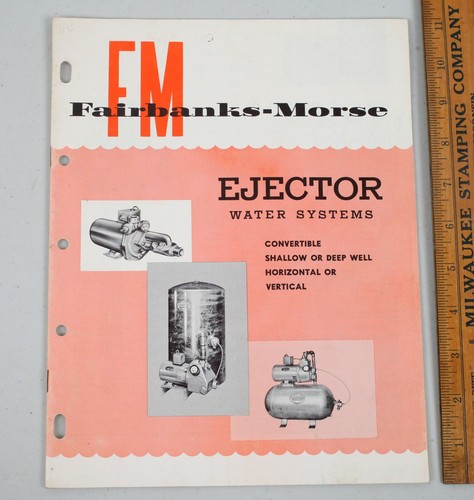 FM
Fairbanks-Morse
EJECTOR
WATER SYSTEMS
CONVERTIBLE
SHALLOW OR DEEP WELL
HORIZONTAL OR
VERTICAL
MILWAUKEE STAMPING COMPANY